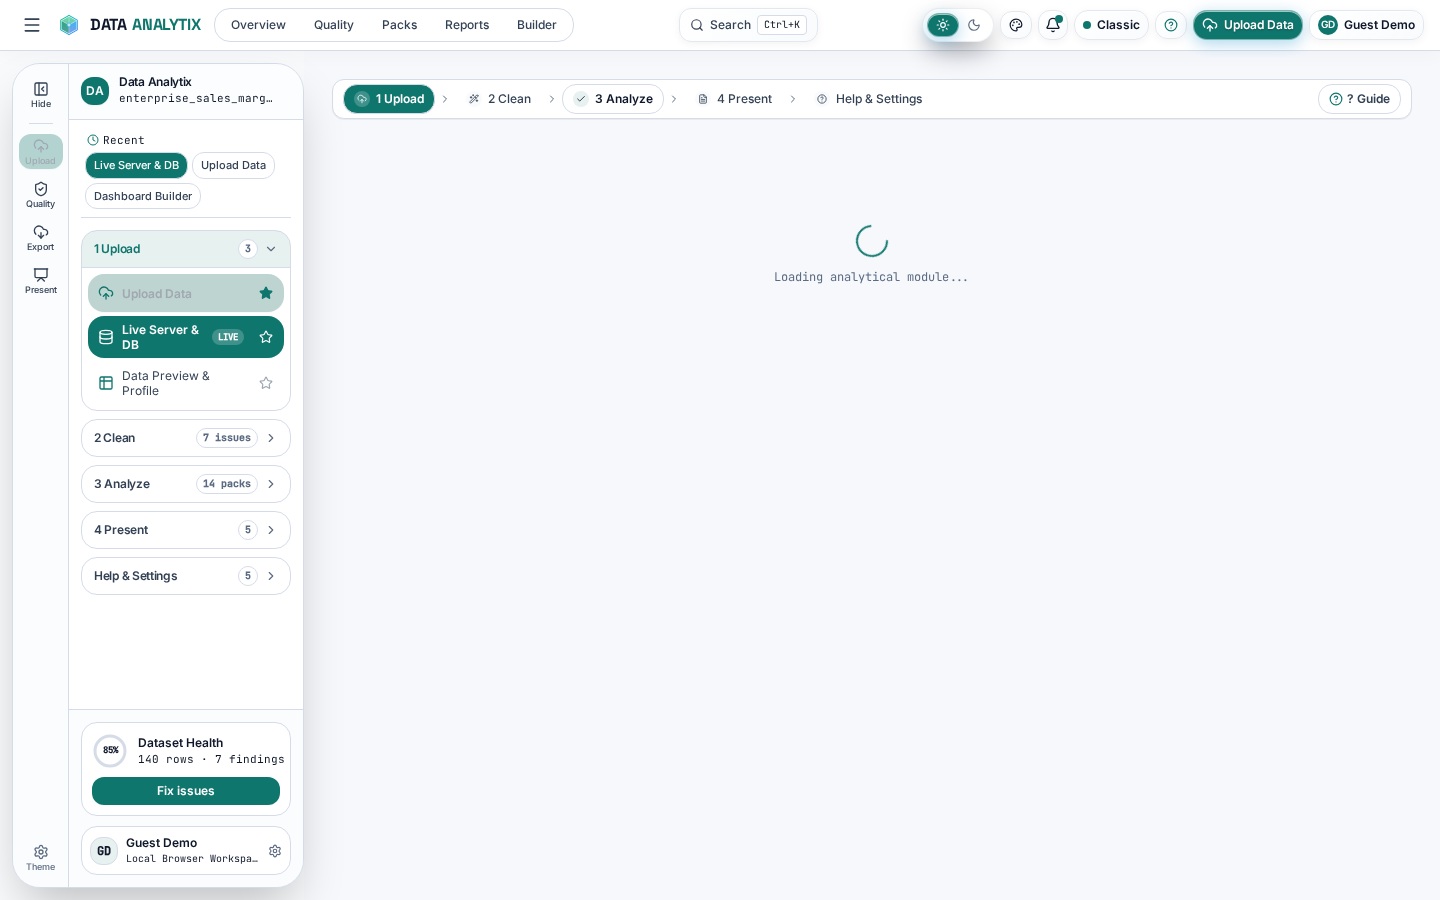 DATA ANALYTIX
Overview
Quality
Packs
Reports
Builder
Search
Ctrl+K
Classic
Upload Data
GD
Guest Demo
Hide
Upload
Quality
Export
Present
Theme
DA
Data Analytix
enterprise_sales_marg…
Recent
Live Server & DB
Upload Data
Dashboard Builder
1 Upload
3
Upload Data
Live Server & DB
LIVE
Data Preview & Profile
2 Clean
7 issues
3 Analyze
14 packs
4 Present
5
Help & Settings
5
85%
Dataset Health
140 rows · 7 findings
Fix issues
GD
Guest Demo
Local Browser Workspa…
1 Upload
2 Clean
3 Analyze
4 Present
Help & Settings
? Guide
Loading analytical module...